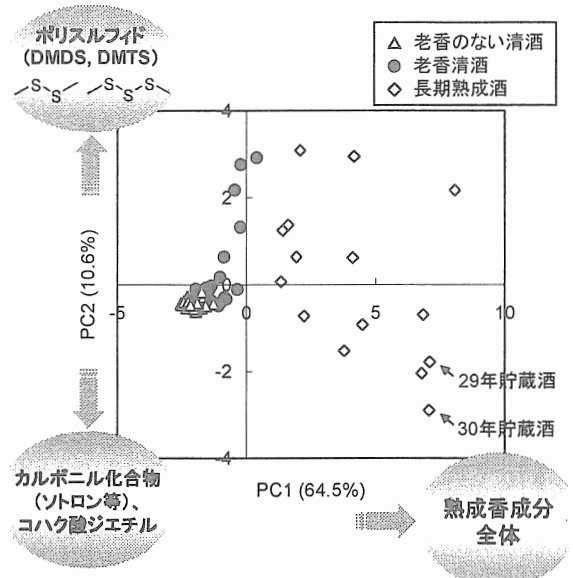 ポリスルフィド
(DMDS, DMTS)
S S S S S
△ 老香のない清酒
● 老香清酒
◇ 長期熟成酒
4
2
0
-5 0 5 10
-2
-4
PC2 (10.6%)
29年貯蔵酒
30年貯蔵酒
カルボニル化合物
(ソトロン等)、
コハク酸ジエチル
PC1 (64.5%)
熟成香成分
全体